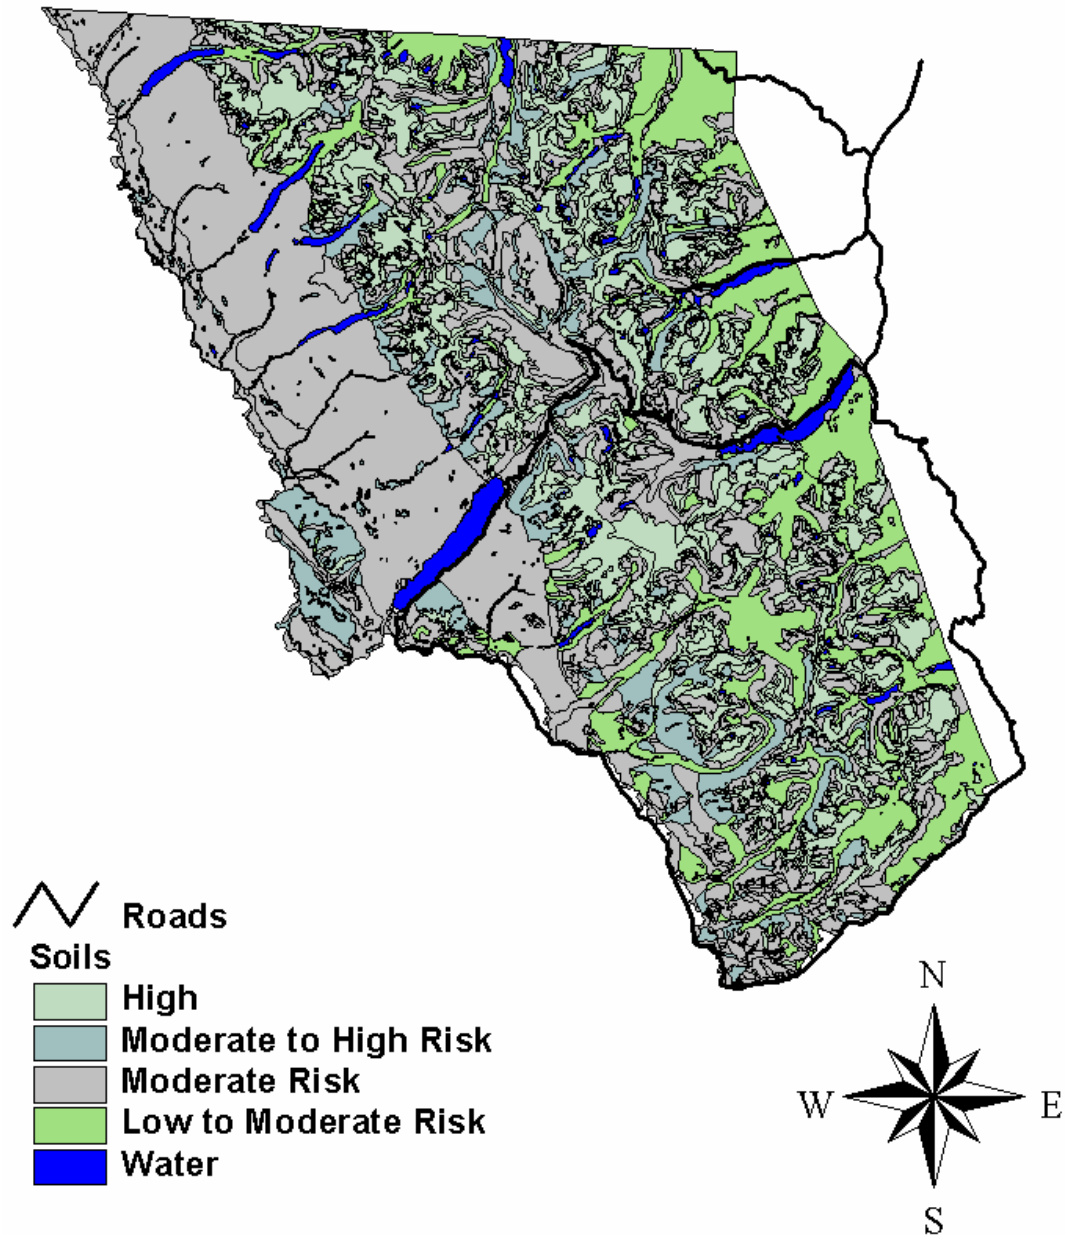 Roads
Soils
High
Moderate to High Risk
Moderate Risk
Low to Moderate Risk
Water
N
W E
S